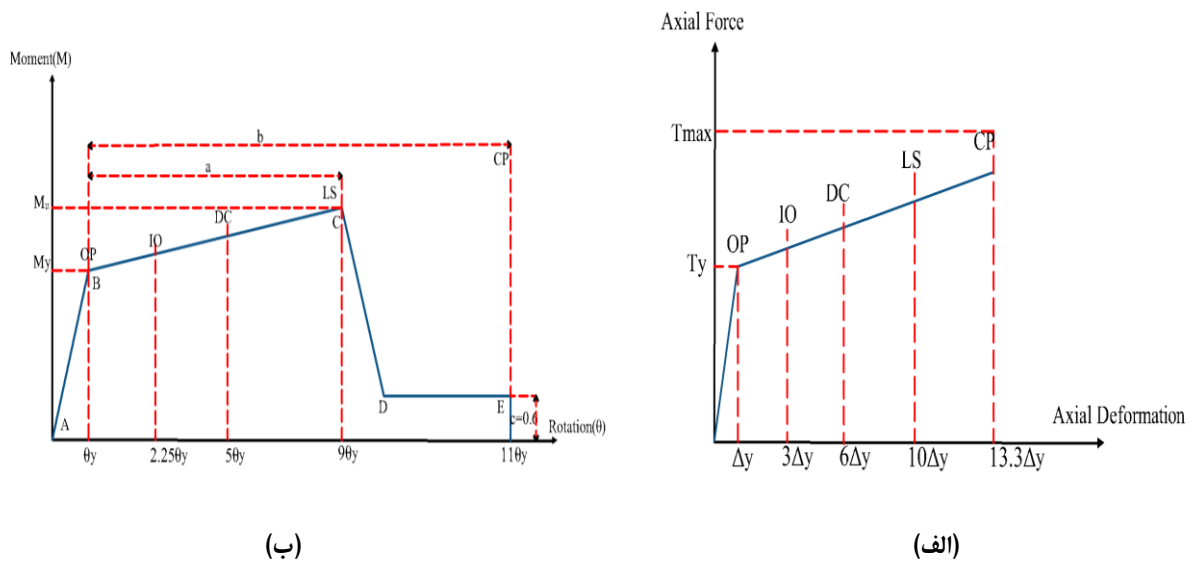 Moment(M)
b
CP
a
Mu
LS
C
DC
IO
My
OP
B
A
D
E
c=0.6
Rotation(θ)
θy
2.25θy
5θy
9θy
11θy
(ب)
Axial Force
Tmax
CP
LS
DC
IO
OP
Ty
Axial Deformation
Δy
3Δy
6Δy
10Δy
13.3Δy
(الف)